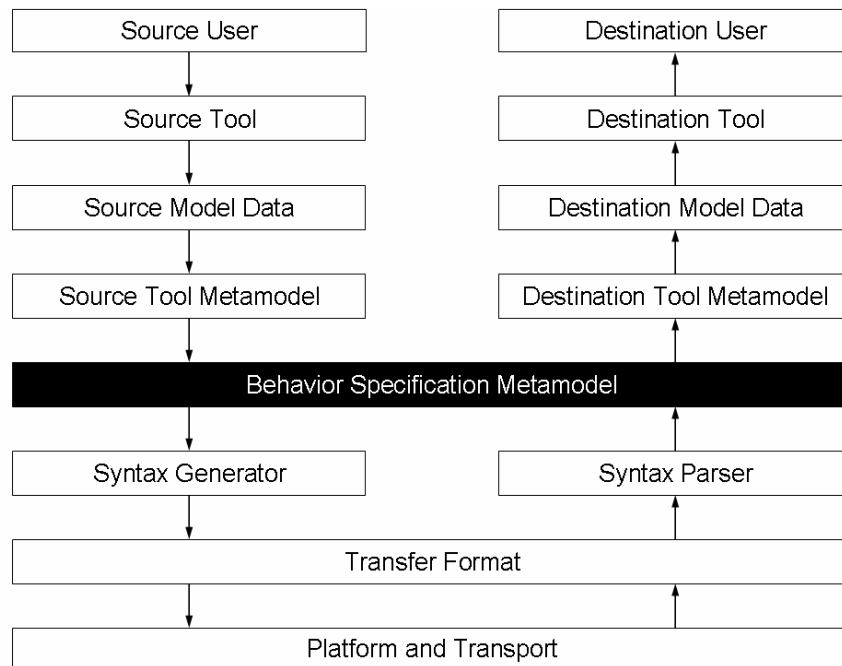 Source User
Destination User
Source Tool
Destination Tool
Source Model Data
Destination Model Data
Source Tool Metamodel
Destination Tool Metamodel
Behavior Specification Metamodel
Syntax Generator
Syntax Parser
Transfer Format
Platform and Transport